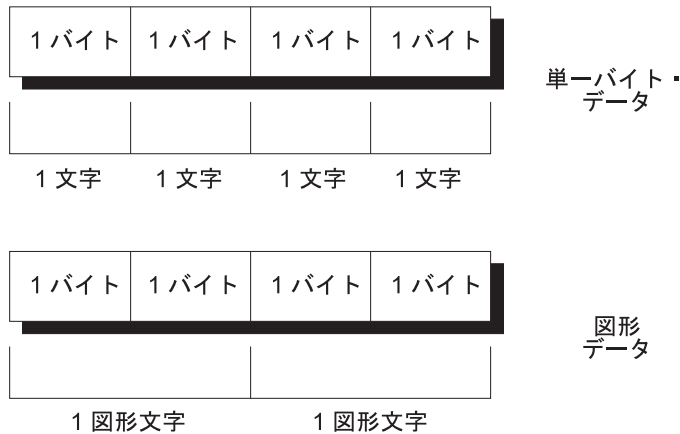 1 バイト 1 バイト 1 バイト 1 バイト
単一バイト・
データ
1 文字 1 文字 1 文字 1 文字
1 バイト 1 バイト 1 バイト 1 バイト
図形
データ
1 図形文字 1 図形文字